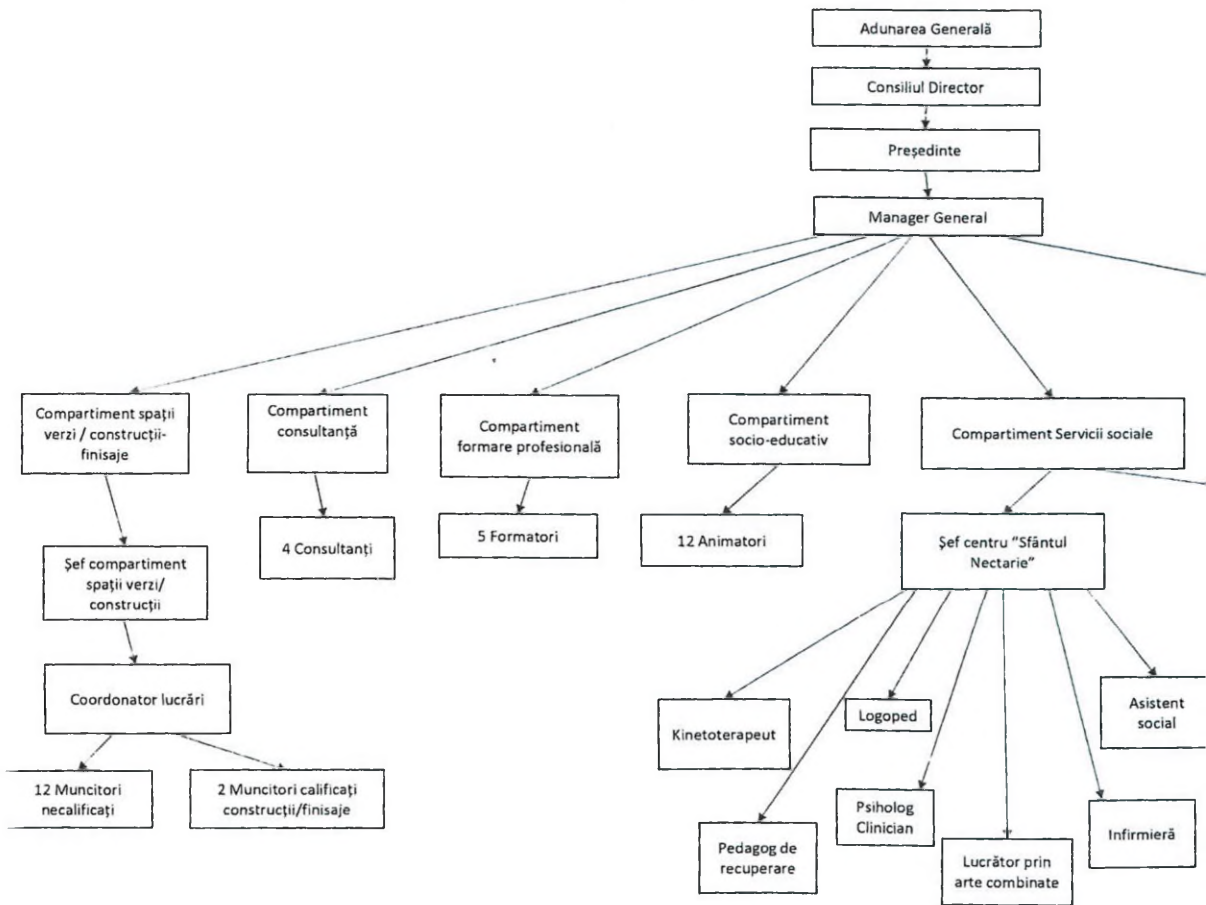 Adunarea Generală
Consiliul Director
Președinte
Manager General
Compartiment spații
verzi / construcții-
finisaje
Compartiment
consultanță
Compartiment
formare profesională
Compartiment
socio-educativ
Compartiment Servicii sociale
Șef compartiment
spații verzi/
construcții
4 Consultanți
5 Formatori
12 Animatori
Șef centru "Sfântul
Nectarie"
Coordonator lucrări
12 Muncitori
necalificați
2 Muncitori calificați
construcții/finisaje
Kinetoterapeut
Logoped
Asistent
social
Pedagog de
recuperare
Psiholog
Clinician
Lucrător prin
arte combinate
Infirmieră